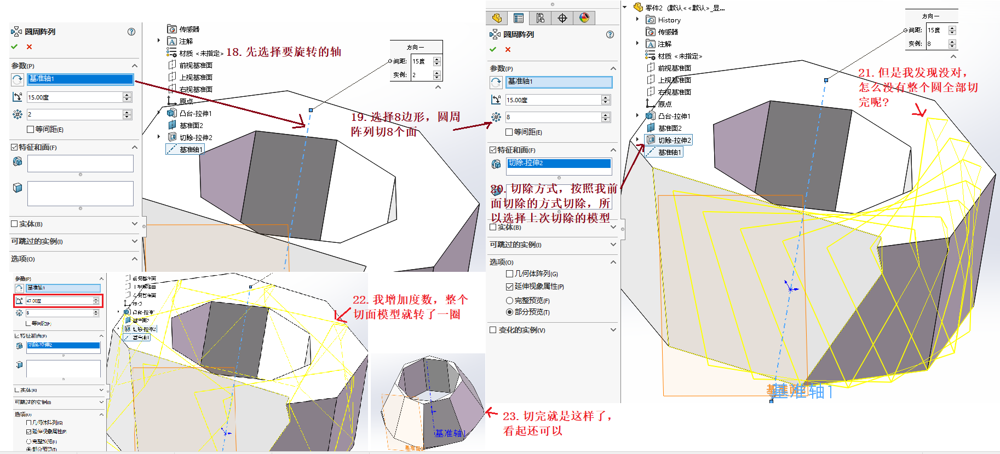 圆周阵列
参数(P)
基准轴1
15.00度
2
等间距(E)
特征和面(F)
实体(B)
可跳过的实例(I)
选项(O)
传感器
注解
材质 <未指定>
前视基准面
上视基准面
右视基准面
原点
凸台-拉伸1
基准面2
切除-拉伸2
基准轴1
18.先选择要旋转的轴
方向一
间距: 15度
实例: 2
19.选择8边形，圆周
阵列切8个面
圆周阵列
参数(P)
基准轴1
15.00度
8
等间距(E)
特征和面(F)
切除-拉伸2
20.切除方式，按照我前
面切除的方式切除，所
以选择上次切除的模型
实体(B)
可跳过的实例(I)
选项(O)
几何体阵列(G)
延伸视象属性(P)
完整预览(F)
部分预览(T)
变化的实例(V)
零件2 (默认<<默认>_显...
History
传感器
注解
材质 <未指定>
前视基准面
上视基准面
右视基准面
原点
凸台-拉伸1
基准面2
切除-拉伸2
基准轴1
方向一
间距: 15度
实例: 8
21.但是我发现没对，
怎么没有整个圆全部切
完呢？
基准轴1
参数(P)
基准轴1
47.00度
8
等间距(E)
特征和面(F)
切除-拉伸2
实体(B)
可跳过的实例(I)
选项(O)
几何体阵列(G)
延伸视象属性(P)
完整预览(F)
部分预览(T)
前视基准面
上视基准面
右视基准面
原点
凸台-拉伸1
基准面2
切除-拉伸2
基准轴1
22.我增加度数，整个
切面模型就转了一圈
基准轴1
23.切完就是这样了，
看起还可以